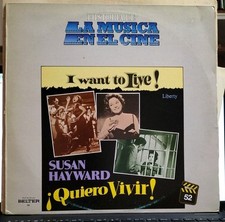 LA MUSICA
EN EL CINE
I want to Live!
Liberty
SUSAN
HAYWARD
¡Quiero Vivir!
52
BELTER